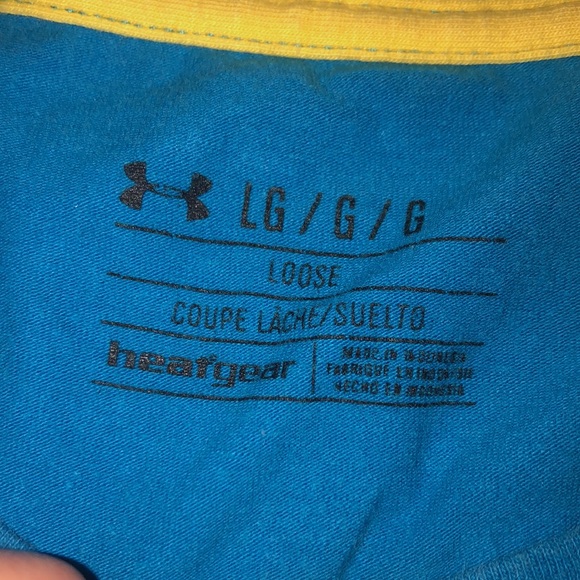 LG / G / G
LOOSE
COUPE LÂCHE/SUELTO
heatgear
MADE IN INDONESIA
FABRIQUÉ EN INDONÉSIE
HECHO EN INDONESIA